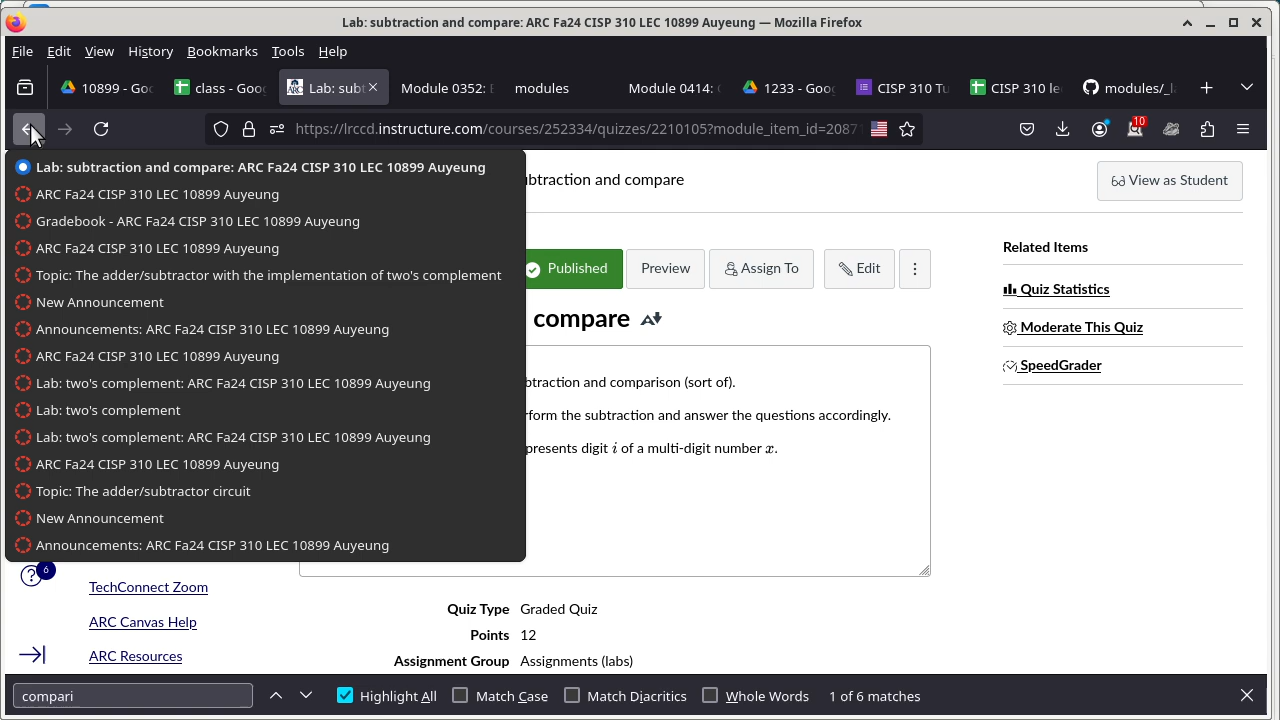 Lab: subtraction and compare: ARC Fa24 CISP 310 LEC 10899 Auyeung — Mozilla Firefox
File Edit View History Bookmarks Tools Help
10899 - Goo class - Goog Lab: subt Module 0352: modules Module 0414: 1233 - Goog CISP 310 Tu CISP 310 le modules/_la
https://lrccd.instructure.com/courses/252334/quizzes/2210105?module_item_id=20871 10
Lab: subtraction and compare: ARC Fa24 CISP 310 LEC 10899 Auyeung
ARC Fa24 CISP 310 LEC 10899 Auyeung
Gradebook - ARC Fa24 CISP 310 LEC 10899 Auyeung
ARC Fa24 CISP 310 LEC 10899 Auyeung
Topic: The adder/subtractor with the implementation of two's complement
New Announcement
Announcements: ARC Fa24 CISP 310 LEC 10899 Auyeung
ARC Fa24 CISP 310 LEC 10899 Auyeung
Lab: two's complement: ARC Fa24 CISP 310 LEC 10899 Auyeung
Lab: two's complement
Lab: two's complement: ARC Fa24 CISP 310 LEC 10899 Auyeung
ARC Fa24 CISP 310 LEC 10899 Auyeung
Topic: The adder/subtractor circuit
New Announcement
Announcements: ARC Fa24 CISP 310 LEC 10899 Auyeung
btraction and compare
View as Student
Published Preview Assign To Edit
compare
btraction and comparison (sort of).
form the subtraction and answer the questions accordingly.
presents digit i of a multi-digit number x.
Related Items
Quiz Statistics
Moderate This Quiz
SpeedGrader
6
TechConnect Zoom
ARC Canvas Help
ARC Resources
Quiz Type Graded Quiz
Points 12
Assignment Group Assignments (labs)
compari Highlight All Match Case Match Diacritics Whole Words 1 of 6 matches